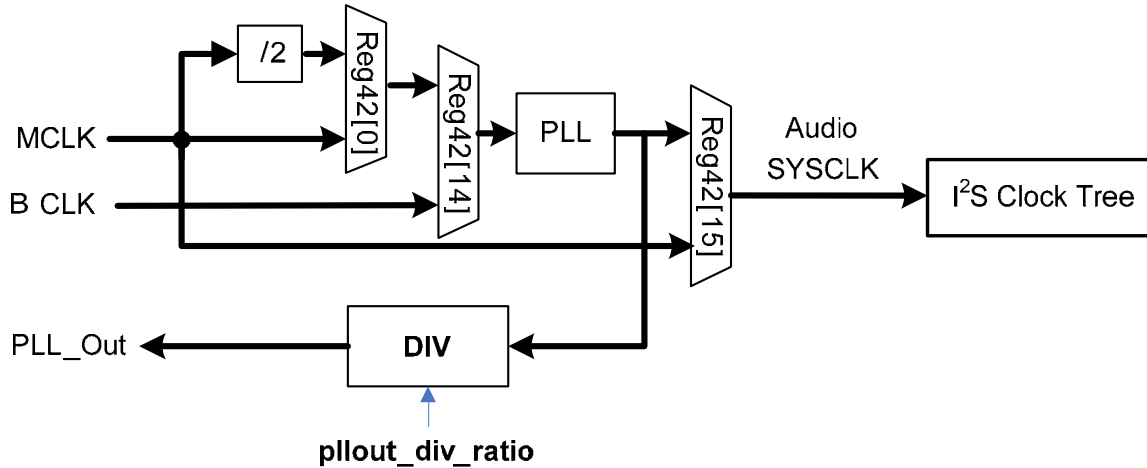 /2
Reg42[0]
Reg42[14]
PLL
Reg42[15]
MCLK
B CLK
Audio
SYSCLK
I²S Clock Tree
PLL_Out
DIV
pllout_div_ratio